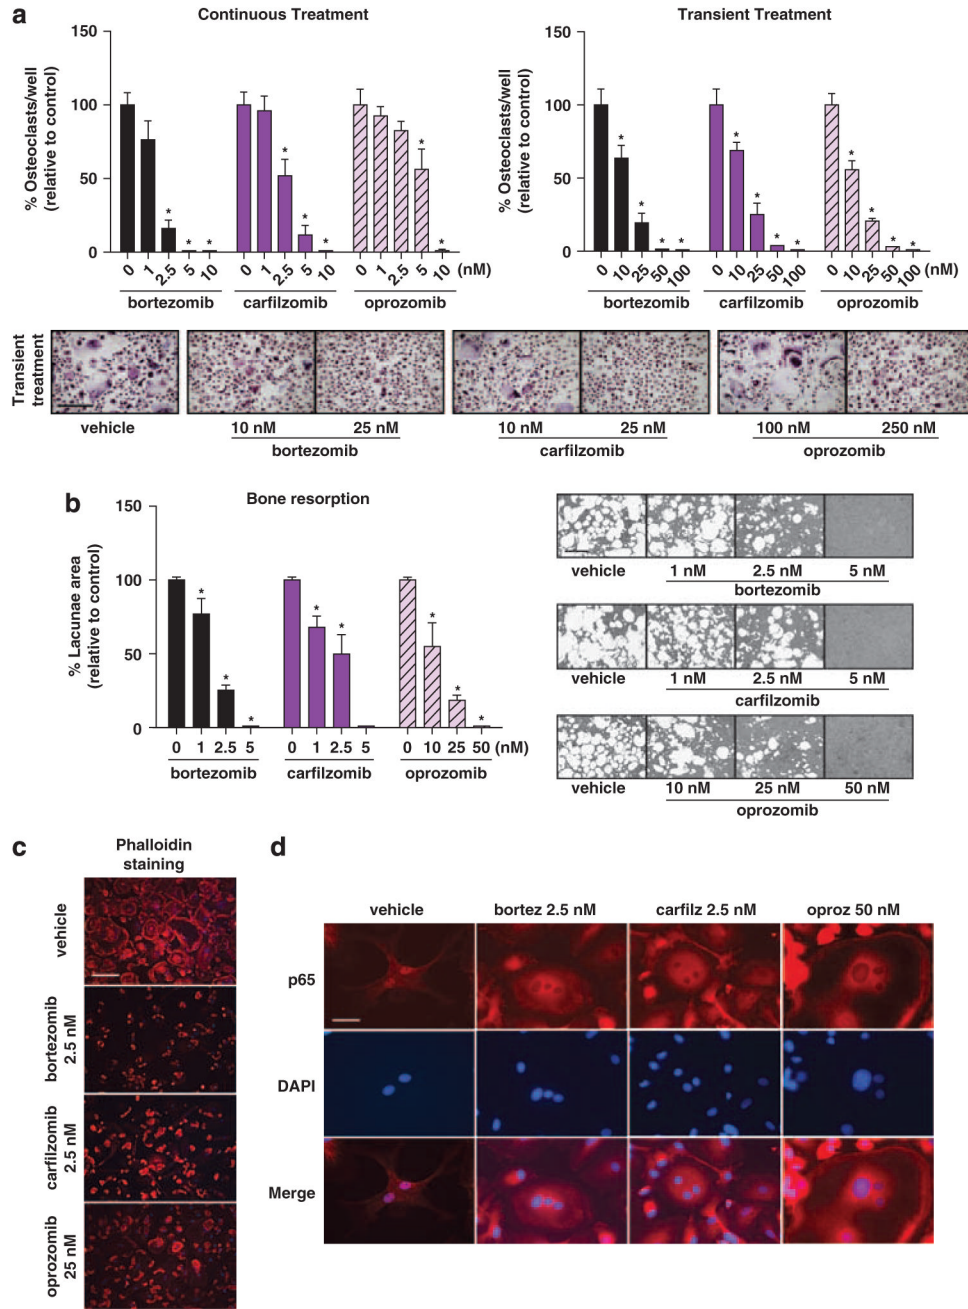 a
Continuous Treatment
% Osteoclasts/well
(relative to control)
150
100
50
0
0 1 2.5 5 10 0 1 2.5 5 10 0 1 2.5 5 10 (nM)
* * *
* * *
* *
bortezomib carfilzomib oprozomib
Transient Treatment
% Osteoclasts/well
(relative to control)
150
100
50
0
0 10 25 50 100 0 10 25 50 100 0 10 25 50 100 (nM)
* * * *
* * * *
* * * *
bortezomib carfilzomib oprozomib
Transient
treatment
vehicle 10 nM 25 nM 10 nM 25 nM 100 nM 250 nM
bortezomib carfilzomib oprozomib
b
Bone resorption
% Lacunae area
(relative to control)
150
100
50
0
* * *
* *
* * *
0 1 2.5 5 0 1 2.5 5 0 10 25 50 (nM)
bortezomib carfilzomib oprozomib
vehicle 1 nM 2.5 nM 5 nM
bortezomib
vehicle 1 nM 2.5 nM 5 nM
carfilzomib
vehicle 10 nM 25 nM 50 nM
oprozomib
c
Phalloidin
staining
vehicle
bortezomib
2.5 nM
carfilzomib
2.5 nM
oprozomib
25 nM
d
vehicle bortez 2.5 nM carfilz 2.5 nM oproz 50 nM
p65
DAPI
Merge